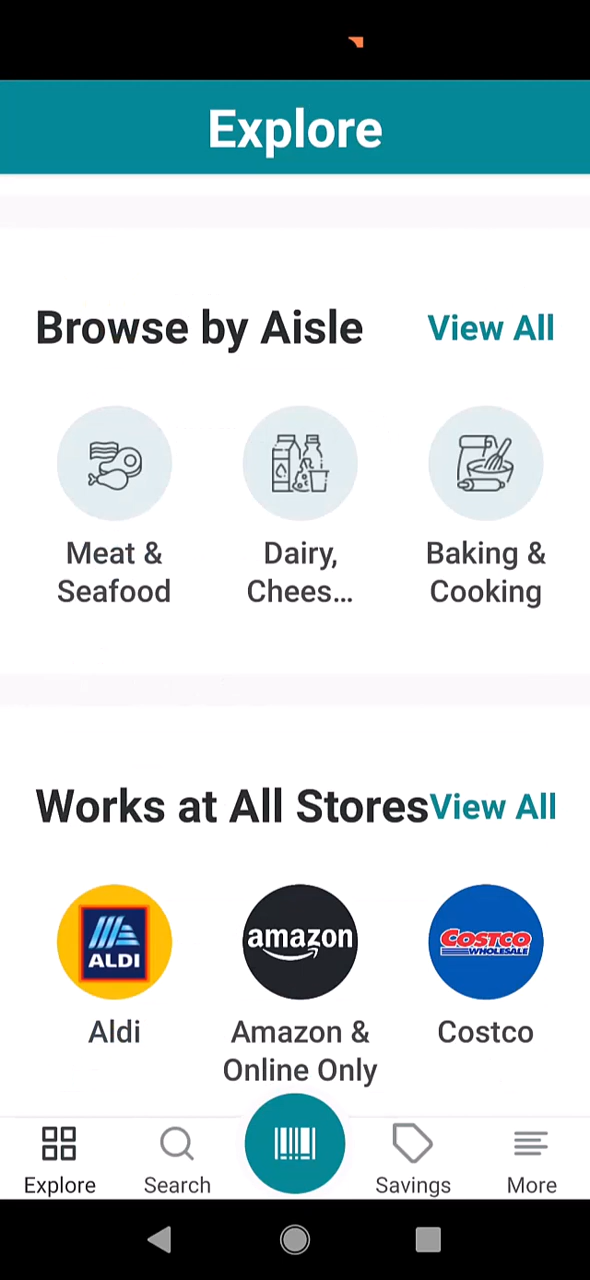 Explore
Browse by Aisle View All
Meat & Dairy, Baking &
Seafood Chees... Cooking
Works at All Stores View All
ALDI amazon COSTCO
WHOLESALE
Aldi Amazon & Costco
Online Only
Explore Search Savings More